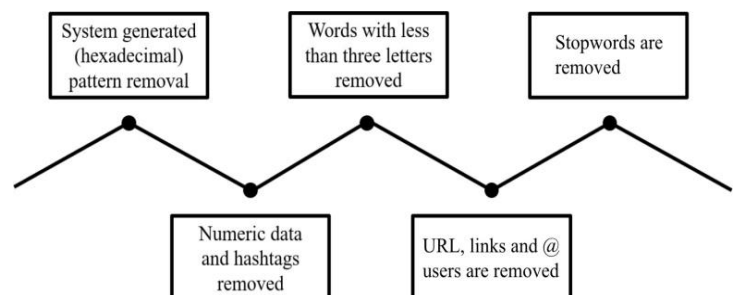 System generated
(hexadecimal)
pattern removal
Numeric data
and hashtags
removed
Words with less
than three letters
removed
URL, links and @
users are removed
Stopwords are
removed